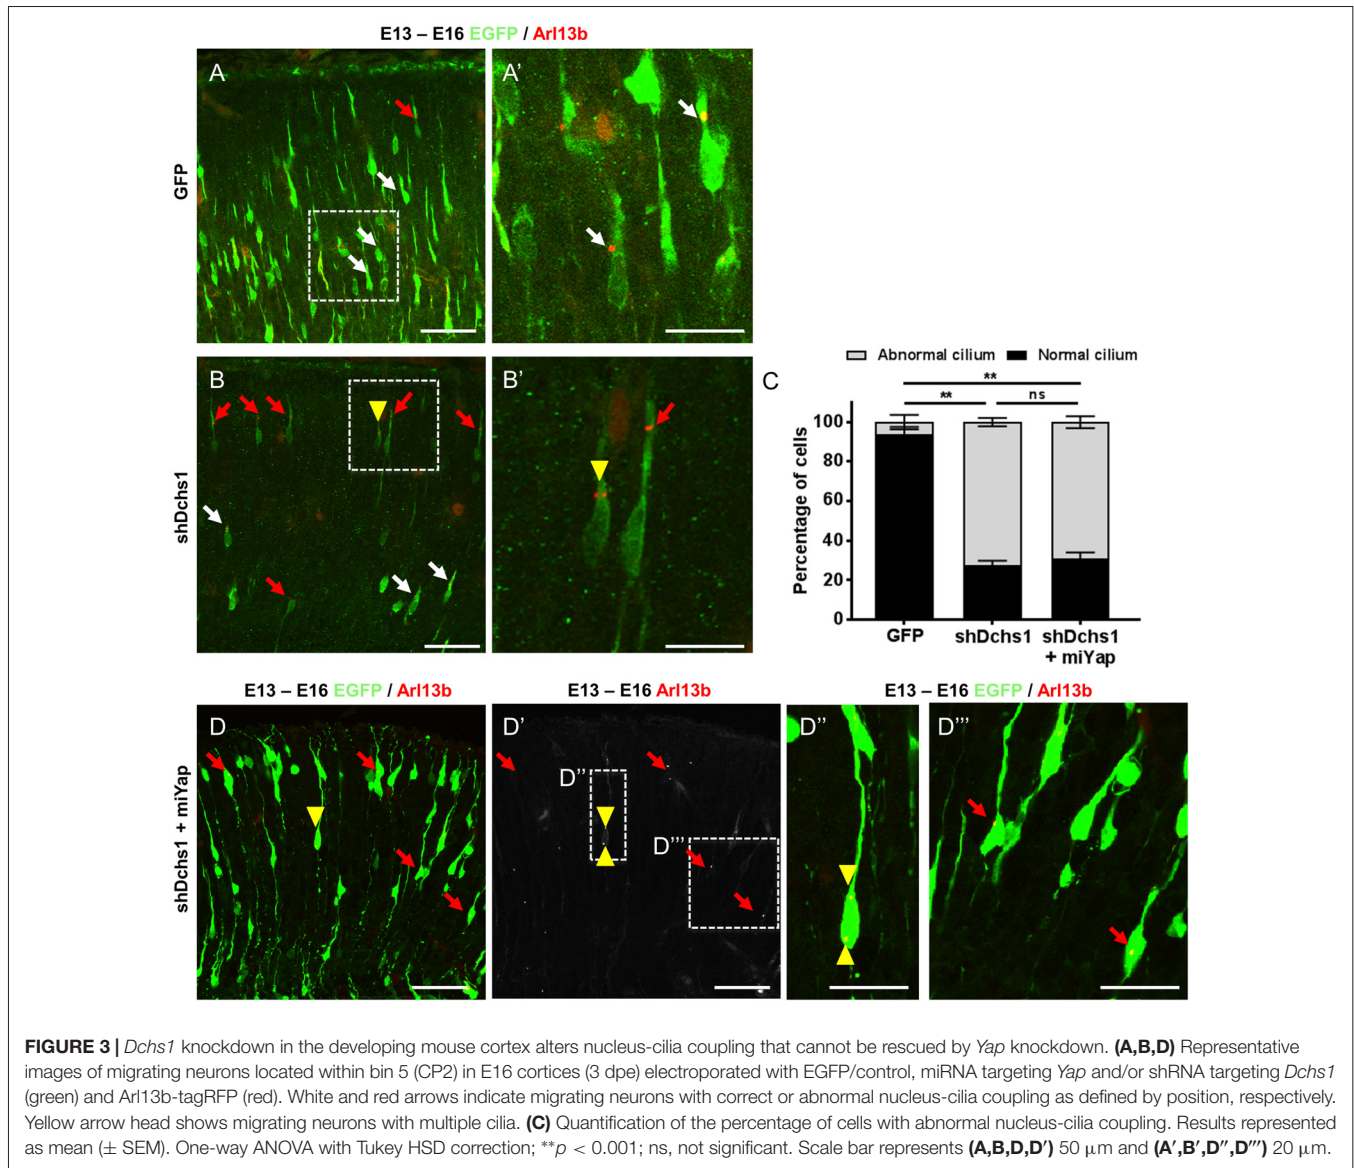 E13 – E16 EGFP / Arl13b
A
A'
GFP
B
B'
shDchs1
C
Abnormal cilium
Normal cilium
**
**
ns
Percentage of cells
100
80
60
40
20
0
GFP
shDchs1
shDchs1
+ miYap
E13 – E16 EGFP / Arl13b
E13 – E16 Arl13b
E13 – E16 EGFP / Arl13b
D
D'
D''
D'''
D''
D'''
shDchs1 + miYap
FIGURE 3 | Dchs1 knockdown in the developing mouse cortex alters nucleus-cilia coupling that cannot be rescued by Yap knockdown. (A,B,D) Representative
images of migrating neurons located within bin 5 (CP2) in E16 cortices (3 dpe) electroporated with EGFP/control, miRNA targeting Yap and/or shRNA targeting Dchs1
(green) and Arl13b-tagRFP (red). White and red arrows indicate migrating neurons with correct or abnormal nucleus-cilia coupling as defined by position, respectively.
Yellow arrow head shows migrating neurons with multiple cilia. (C) Quantification of the percentage of cells with abnormal nucleus-cilia coupling. Results represented
as mean (± SEM). One-way ANOVA with Tukey HSD correction; **p < 0.001; ns, not significant. Scale bar represents (A,B,D,D′) 50 μm and (A′,B′,D″,D‴) 20 μm.